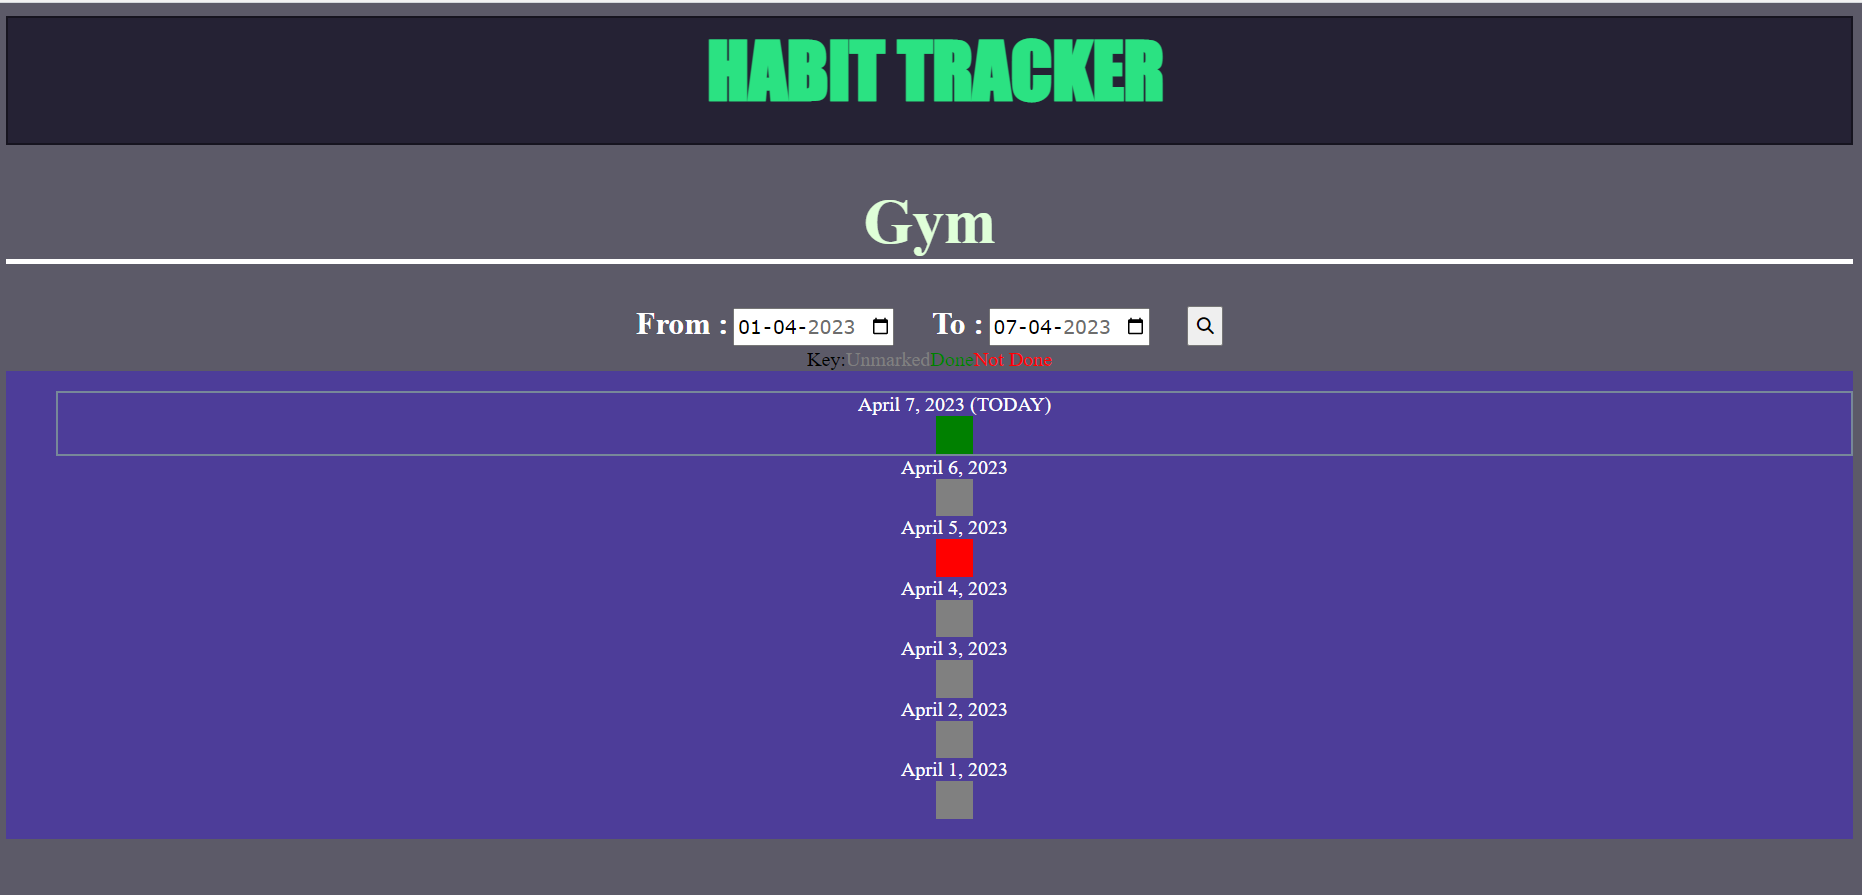 HABIT TRACKER
Gym
From : 01-04-2023 To : 07-04-2023
Key:UnmarkedDoneNot Done
April 7, 2023 (TODAY)
April 6, 2023
April 5, 2023
April 4, 2023
April 3, 2023
April 2, 2023
April 1, 2023